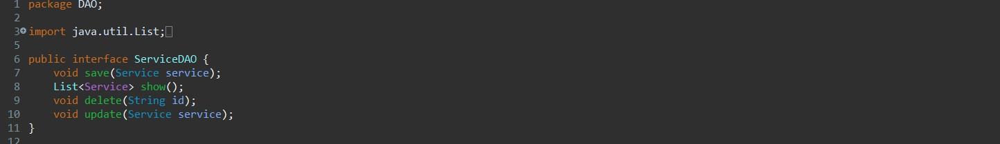 1 package DAO;
2
3 import java.util.List;
5
6 public interface ServiceDAO {
7     void save(Service service);
8     List<Service> show();
9     void delete(String id);
10     void update(Service service);
11 }
12